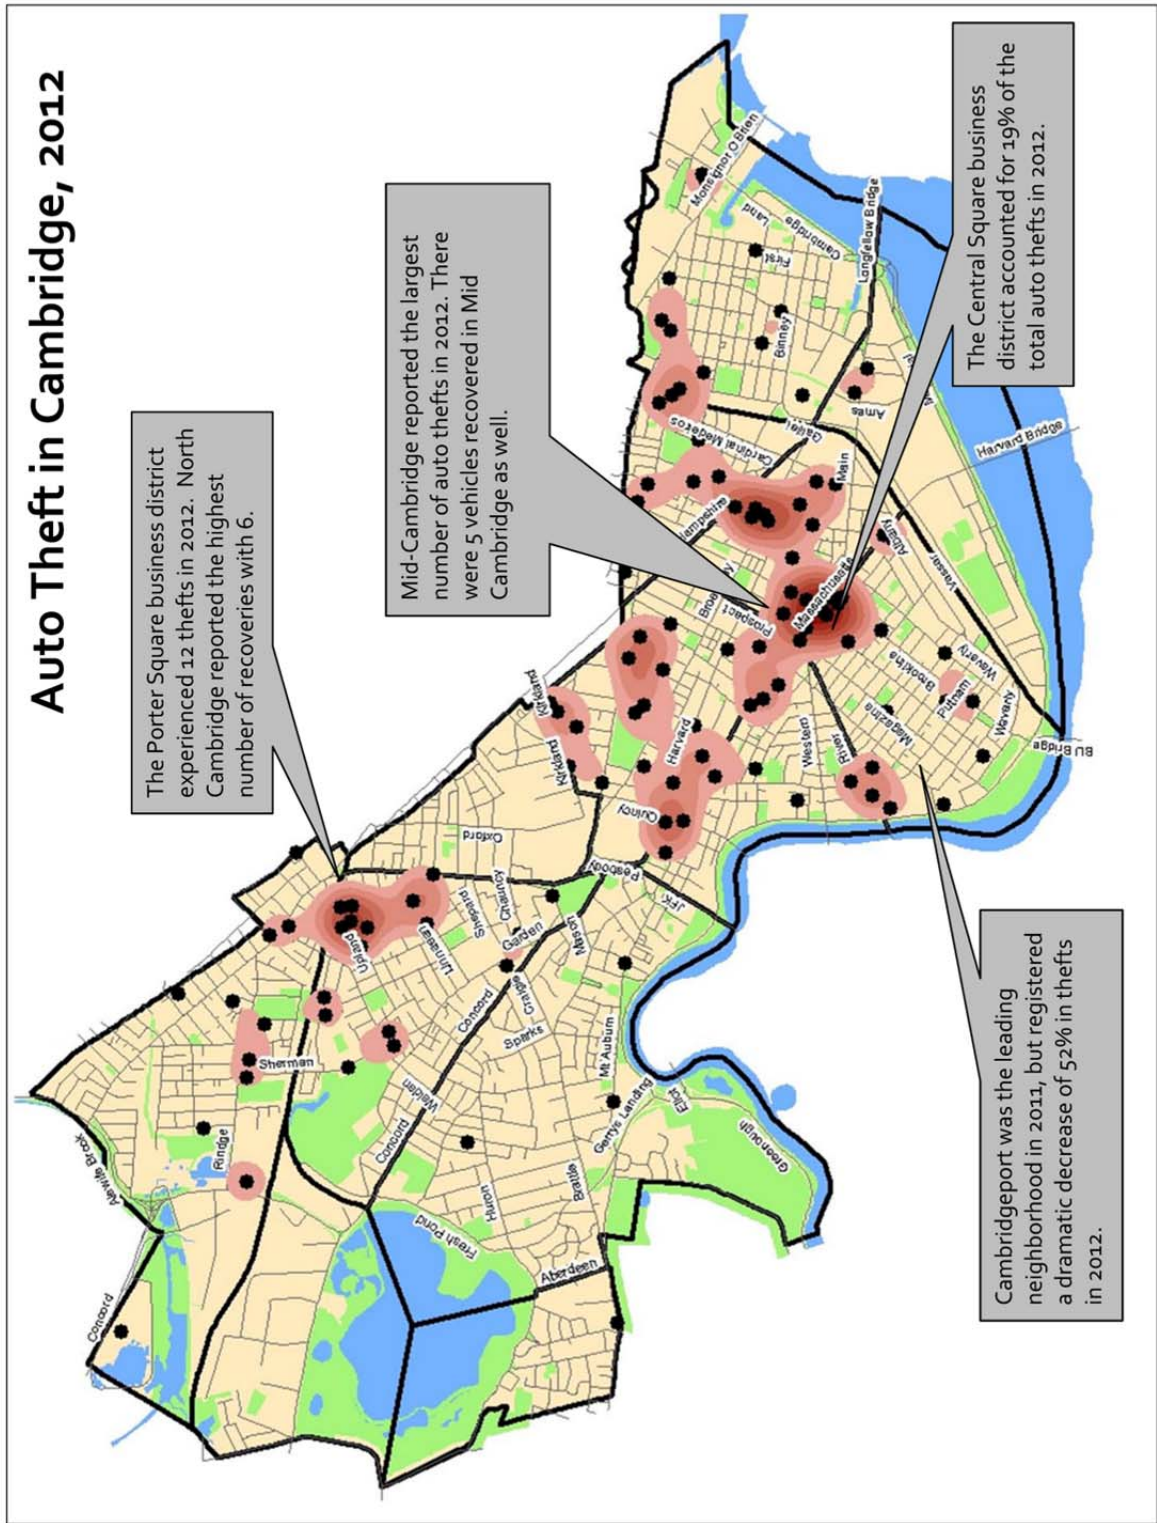 Auto Theft in Cambridge, 2012
The Porter Square business district
experienced 12 thefts in 2012. North
Cambridge reported the highest
number of recoveries with 6.
Mid-Cambridge reported the largest
number of auto thefts in 2012. There
were 5 vehicles recovered in Mid
Cambridge as well.
The Central Square business
district accounted for 19% of the
total auto thefts in 2012.
Cambridgeport was the leading
neighborhood in 2011, but registered
a dramatic decrease of 52% in thefts
in 2012.
Alewife Brook
Concord
Rindge
Sherman
Upland
Linnaean
Shepard
Chauncy
Garden
Oxford
Kirkland
Kirkland
Concord
Concord
Walden
Craigie
Sparks
Mason
Peabody
JFK
Quincy
Harvard
Huron
Fresh Pond
Brattle
Aberdeen
Mt Auburn
Gerrys Landing
Eliot
Greenough
Prospect
Massachusetts
Cardinal Medeiros
Galilei
Main
Albany
Vassar
Ames
Binney
First
Land
Cambridge
Monsignor O'Brien
Longfellow Bridge
Harvard Bridge
Western
River
Magazine
Brookline
Putnam
Waverly
Waverly
BU Bridge